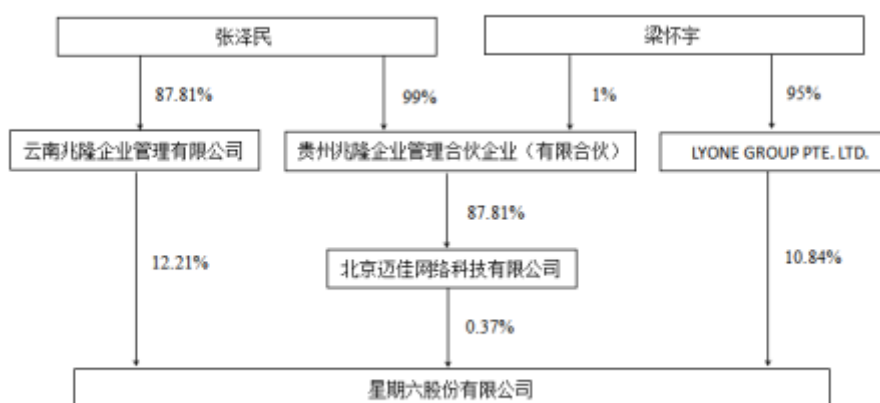 张泽民
梁怀宇
87.81%
99%
1%
95%
云南兆隆企业管理有限公司
贵州兆隆企业管理合伙企业（有限合伙）
LYONE GROUP PTE. LTD.
87.81%
12.21%
北京迈佳网络科技有限公司
10.84%
0.37%
星期六股份有限公司